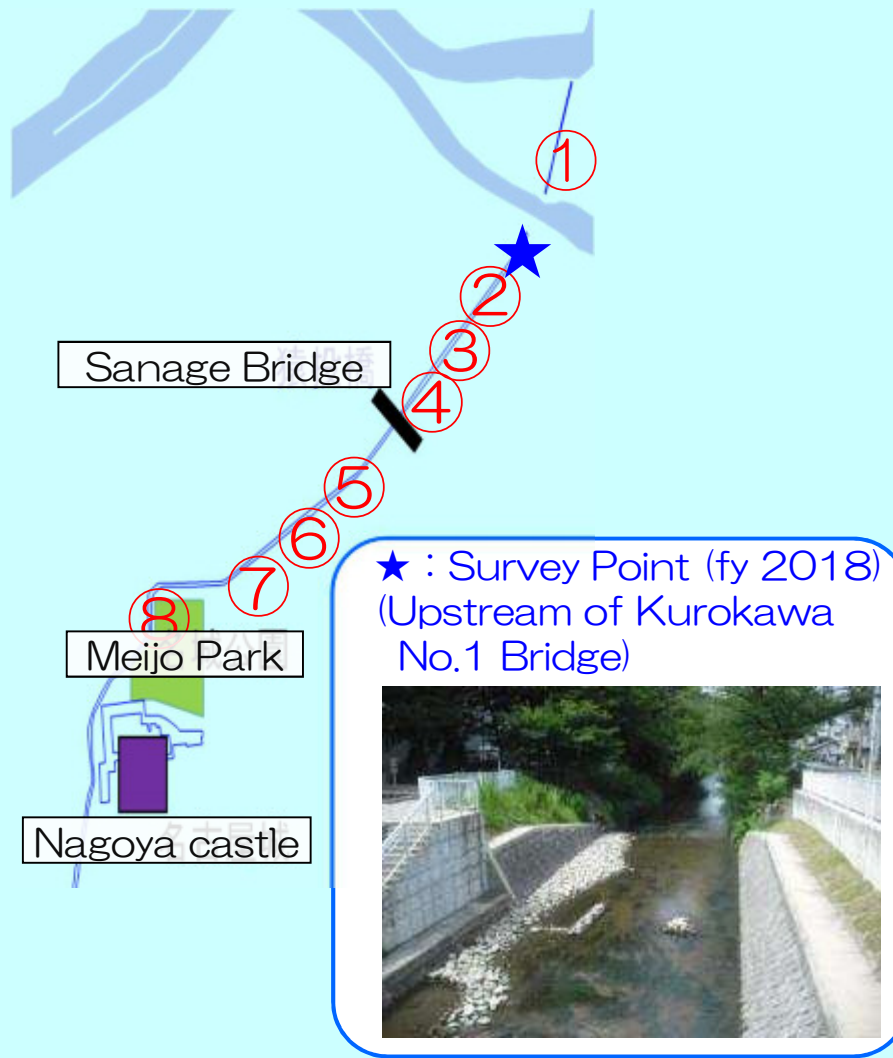 ①
②
③
Sanage Bridge
④
⑤
⑥
⑦
⑧
Meijo Park
Nagoya castle
★ : Survey Point (fy 2018)
(Upstream of Kurokawa
No.1 Bridge)